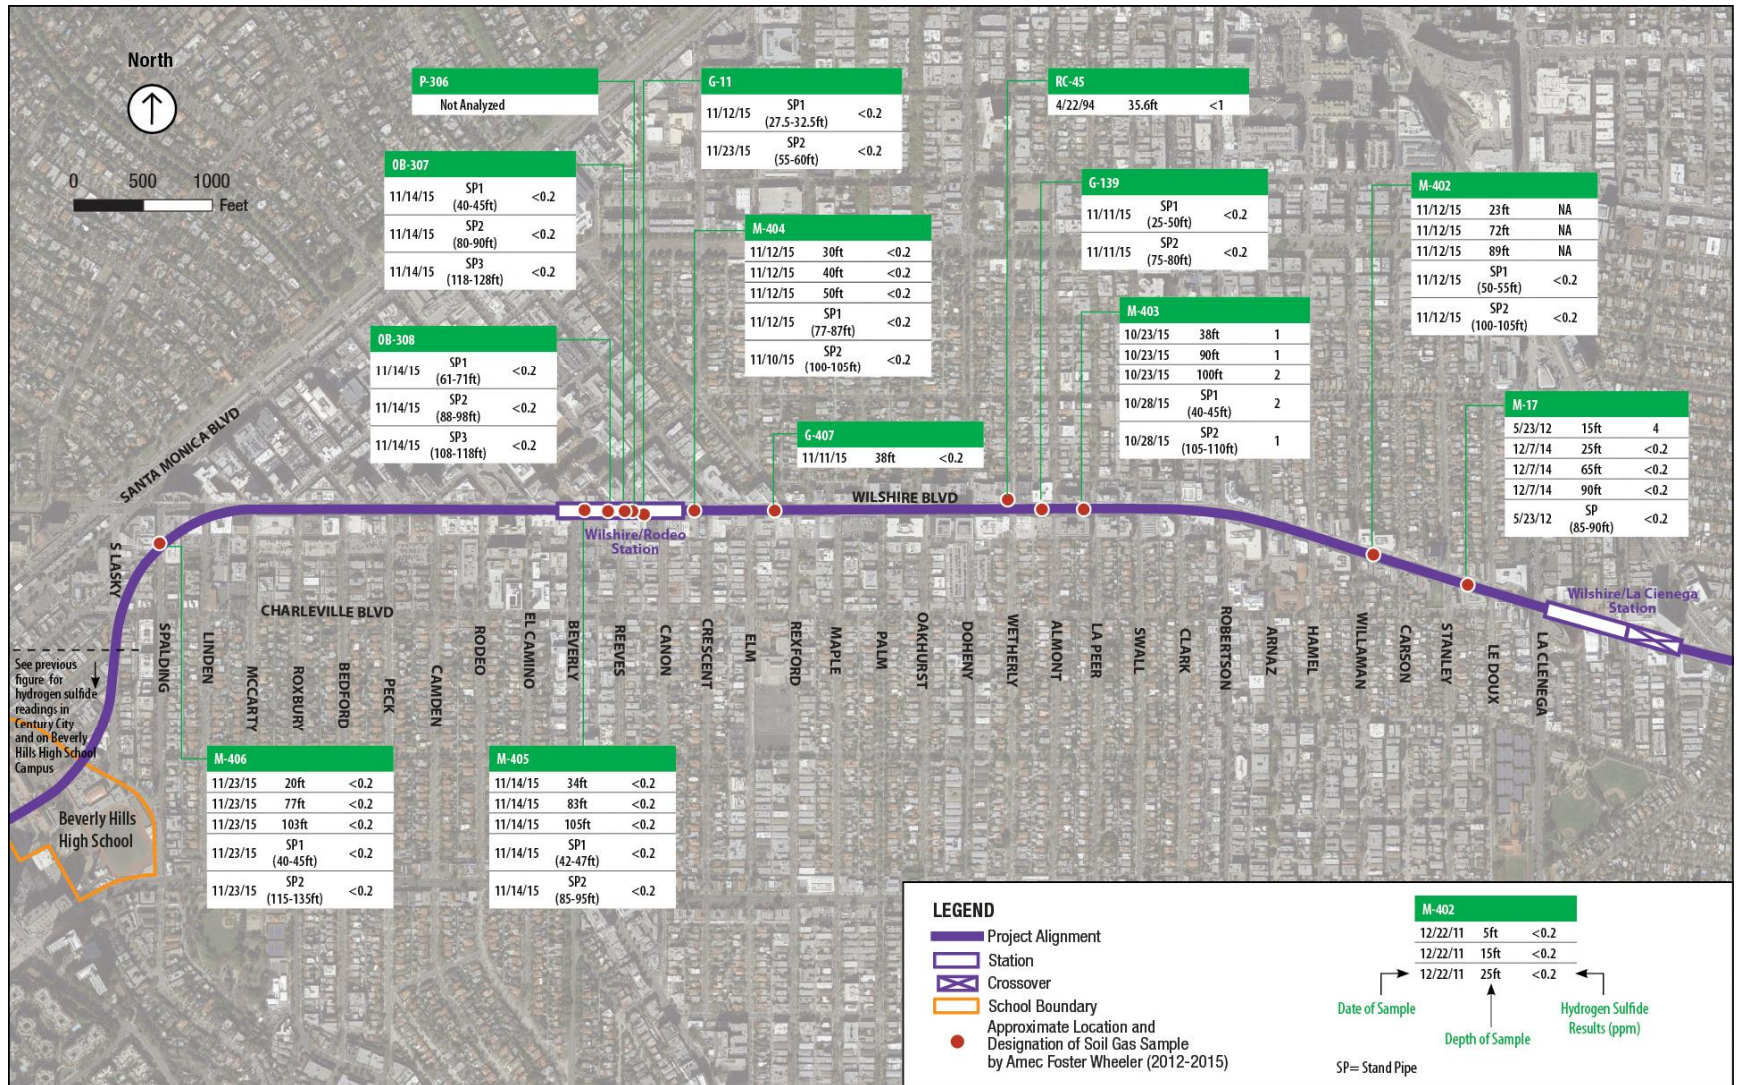 North
0 500 1000
Feet
P-306
Not Analyzed
G-11
11/12/15 SP1 (27.5-32.5ft) <0.2
11/23/15 SP2 (55-60ft) <0.2
RC-45
4/22/94 35.6ft <1
OB-307
11/14/15 SP1 (40-45ft) <0.2
11/14/15 SP2 (80-90ft) <0.2
11/14/15 SP3 (118-128ft) <0.2
G-139
11/11/15 SP1 (25-50ft) <0.2
11/11/15 SP2 (75-80ft) <0.2
M-402
11/12/15 23ft NA
11/12/15 72ft NA
11/12/15 89ft NA
11/12/15 SP1 (50-55ft) <0.2
11/12/15 SP2 (100-105ft) <0.2
M-404
11/12/15 30ft <0.2
11/12/15 40ft <0.2
11/12/15 50ft <0.2
11/12/15 SP1 (77-87ft) <0.2
11/10/15 SP2 (100-105ft) <0.2
M-403
10/23/15 38ft 1
10/23/15 90ft 1
10/23/15 100ft 2
10/28/15 SP1 (40-45ft) 2
10/28/15 SP2 (105-110ft) 1
OB-308
11/14/15 SP1 (61-71ft) <0.2
11/14/15 SP2 (88-98ft) <0.2
11/14/15 SP3 (108-118ft) <0.2
M-17
5/23/12 15ft 4
12/7/14 25ft <0.2
12/7/14 65ft <0.2
12/7/14 90ft <0.2
5/23/12 SP (85-90ft) <0.2
G-407
11/11/15 38ft <0.2
SANTA MONICA BLVD
WILSHIRE BLVD
Wilshire/Rodeo
Station
Wilshire/La Cienega
Station
CHARLEVILLE BLVD
S LASKY
SPALDING
LINDEN
MCCARTY
ROXBURY
BEDFORD
PECK
CAMDEN
RODEO
EL CAMINO
BEVERLY
REEVES
CANON
CRESCENT
ELM
REXFORD
MAPLE
PALM
OAKHURST
DOHENY
WETHERLY
ALMONT
LA PEER
SWALL
CLARK
ROBERTSON
ARNAZ
HAMEL
WILLAMAN
CARSON
STANLEY
LE DOUX
LA CLENEGA
See previous
figure for
hydrogen sulfide
readings in
Century City
and on Beverly
Hills High School
Campus
Beverly Hills
High School
M-406
11/23/15 20ft <0.2
11/23/15 77ft <0.2
11/23/15 103ft <0.2
11/23/15 SP1 (40-45ft) <0.2
11/23/15 SP2 (115-135ft) <0.2
M-405
11/14/15 34ft <0.2
11/14/15 83ft <0.2
11/14/15 105ft <0.2
11/14/15 SP1 (42-47ft) <0.2
11/14/15 SP2 (85-95ft) <0.2
LEGEND
Project Alignment
Station
Crossover
School Boundary
Approximate Location and
Designation of Soil Gas Sample
by Amec Foster Wheeler (2012-2015)
M-402
12/22/11 5ft <0.2
12/22/11 15ft <0.2
12/22/11 25ft <0.2
Date of Sample
Depth of Sample
Hydrogen Sulfide
Results (ppm)
SP= Stand Pipe